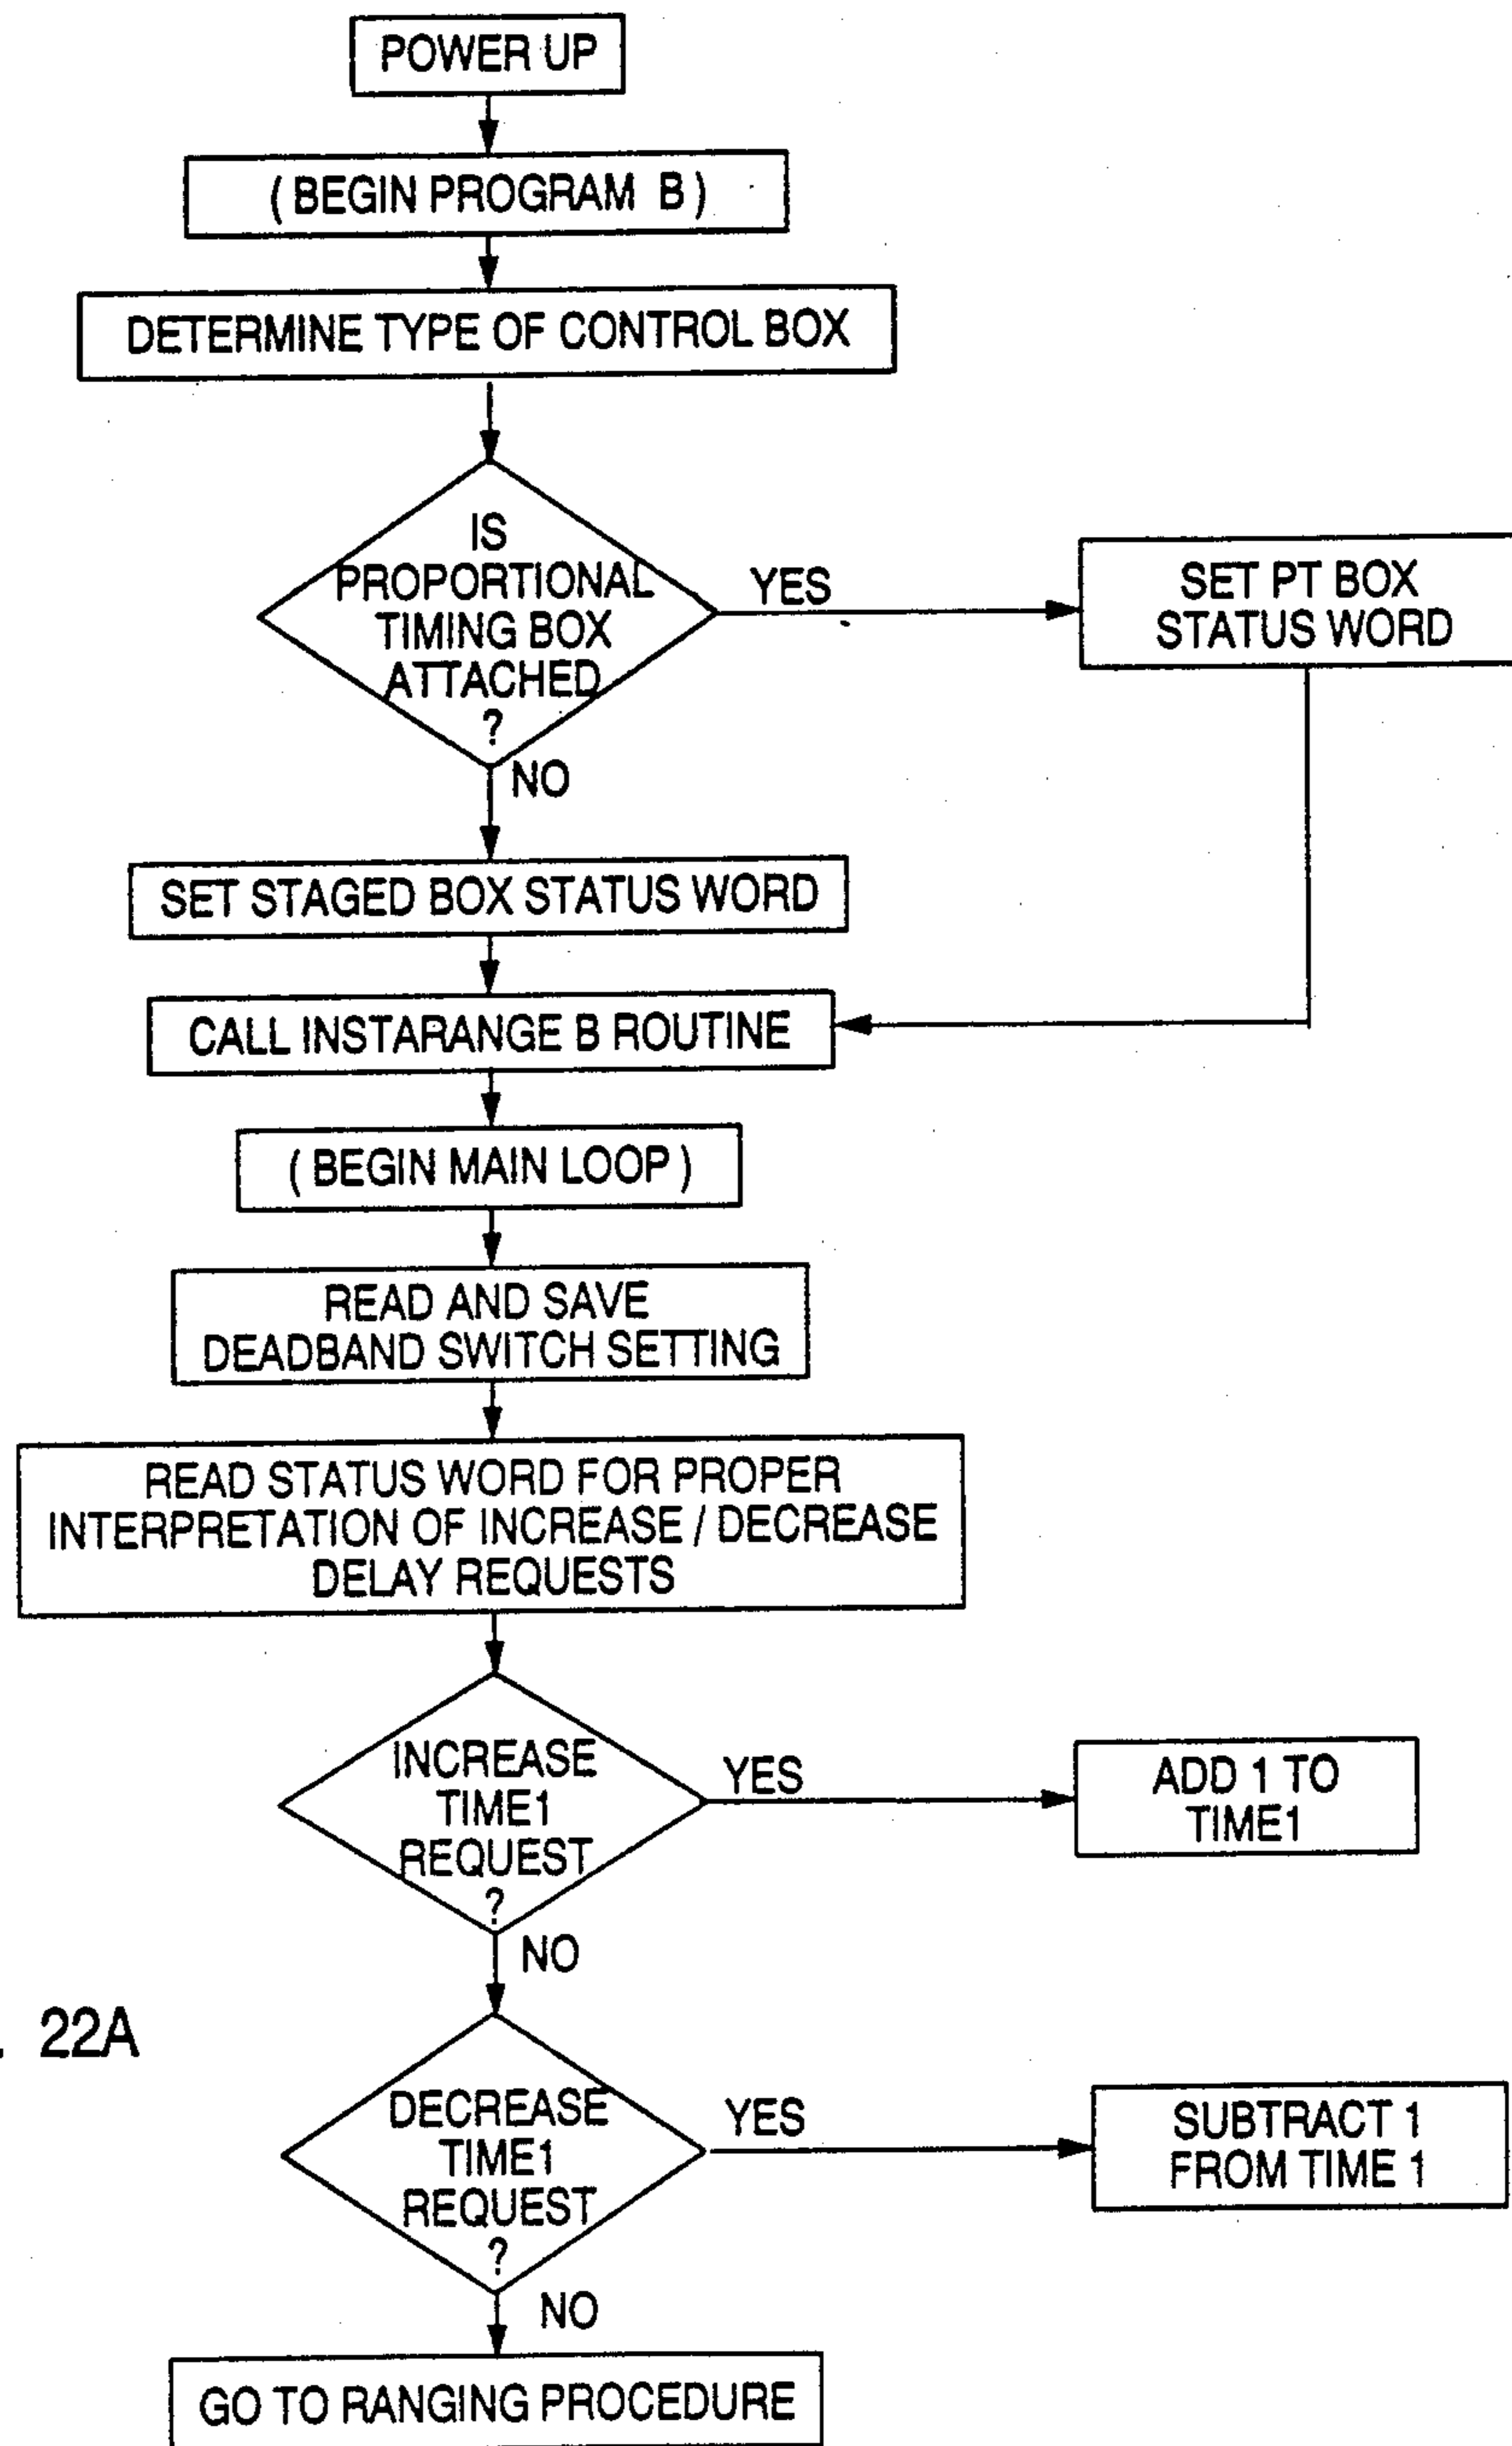 POWER UP
( BEGIN PROGRAM B )
DETERMINE TYPE OF CONTROL BOX
IS
PROPORTIONAL
TIMING BOX
ATTACHED
?
YES
SET PT BOX
STATUS WORD
NO
SET STAGED BOX STATUS WORD
CALL INSTARANGE B ROUTINE
( BEGIN MAIN LOOP )
READ AND SAVE
DEADBAND SWITCH SETTING
READ STATUS WORD FOR PROPER
INTERPRETATION OF INCREASE / DECREASE
DELAY REQUESTS
INCREASE
TIME1
REQUEST
?
YES
ADD 1 TO
TIME1
NO
22A
DECREASE
TIME1
REQUEST
?
YES
SUBTRACT 1
FROM TIME 1
NO
GO TO RANGING PROCEDURE